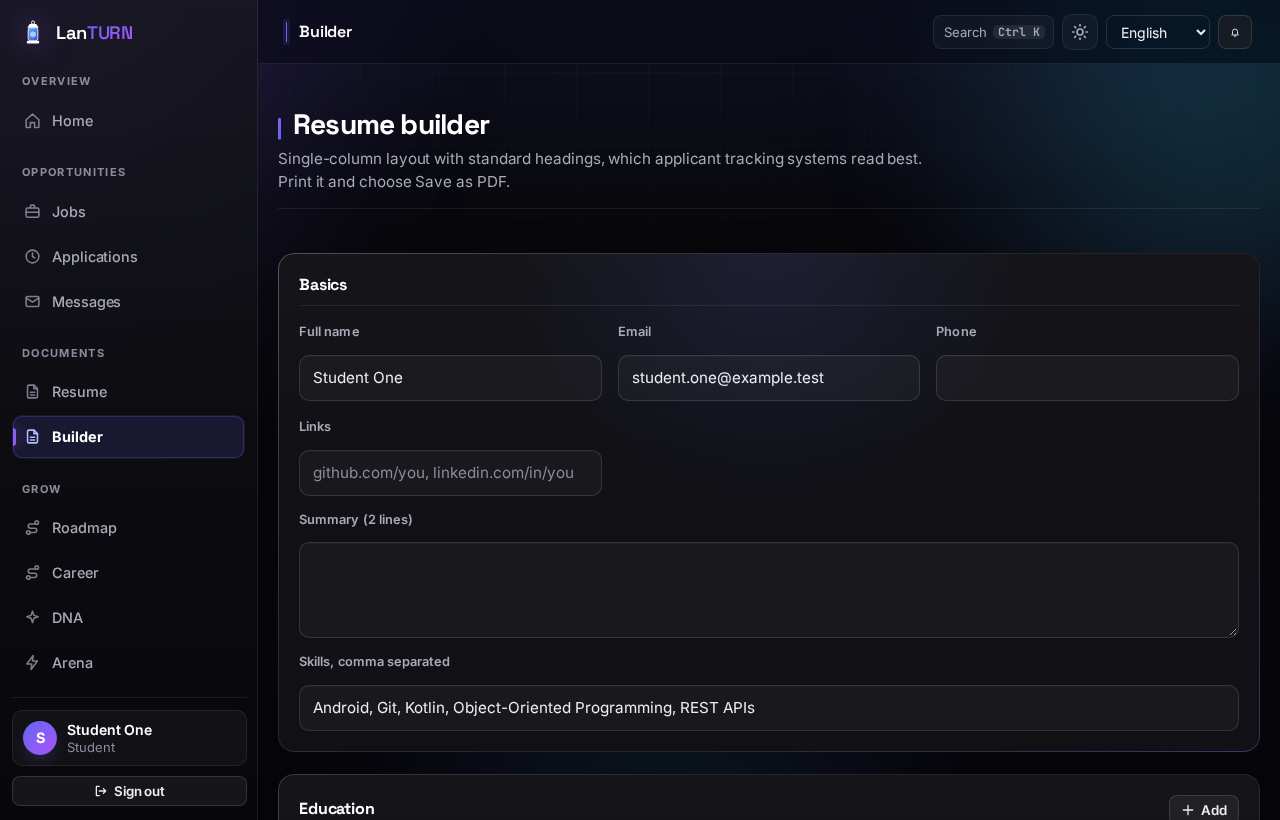 LanTURN
OVERVIEW
Home
OPPORTUNITIES
Jobs
Applications
Messages
DOCUMENTS
Resume
Builder
GROW
Roadmap
Career
DNA
Arena
Student One
S
Student
Sign out
Builder
Search Ctrl K
English
Resume builder
Single-column layout with standard headings, which applicant tracking systems read best.
Print it and choose Save as PDF.
Basics
Full name
Email
Phone
Student One
student.one@example.test
Links
github.com/you, linkedin.com/in/you
Summary (2 lines)
Skills, comma separated
Android, Git, Kotlin, Object-Oriented Programming, REST APIs
Education
Add